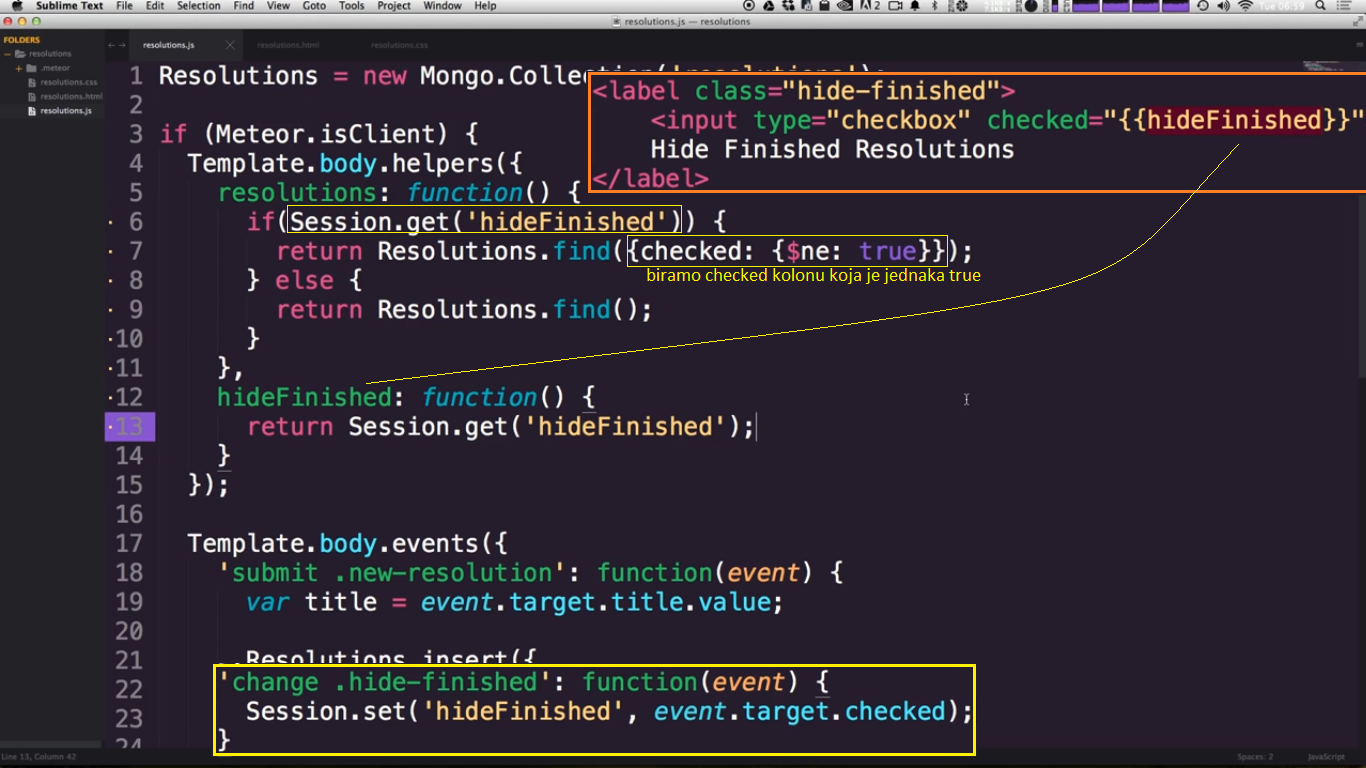 Sublime Text File Edit Selection Find View Goto Tools Project Window Help
2 Tue 06:59
resolutions.js — resolutions
FOLDERS
resolutions
.meteor
resolutions.css
resolutions.html
resolutions.js
resolutions.js resolutions.html resolutions.css
1 Resolutions = new Mongo.Collec
2
3 if (Meteor.isClient) {
4 Template.body.helpers({
5 resolutions: function() {
6 if(Session.get('hideFinished')) {
7 return Resolutions.find({checked: {$ne: true}});
8 } else {
9 return Resolutions.find();
10 }
11 },
12 hideFinished: function() {
13 return Session.get('hideFinished');
14 }
15 });
16
17 Template.body.events({
18 'submit .new-resolution': function(event) {
19 var title = event.target.title.value;
20
21 Resolutions.insert({
22
23
24
<label class="hide-finished">
<input type="checkbox" checked="{{hideFinished}}"
Hide Finished Resolutions
</label>
biramo checked kolonu koja je jednaka true
'change .hide-finished': function(event) {
Session.set('hideFinished', event.target.checked);
}
Line 13, Column 42
Spaces: 2
JavaScript